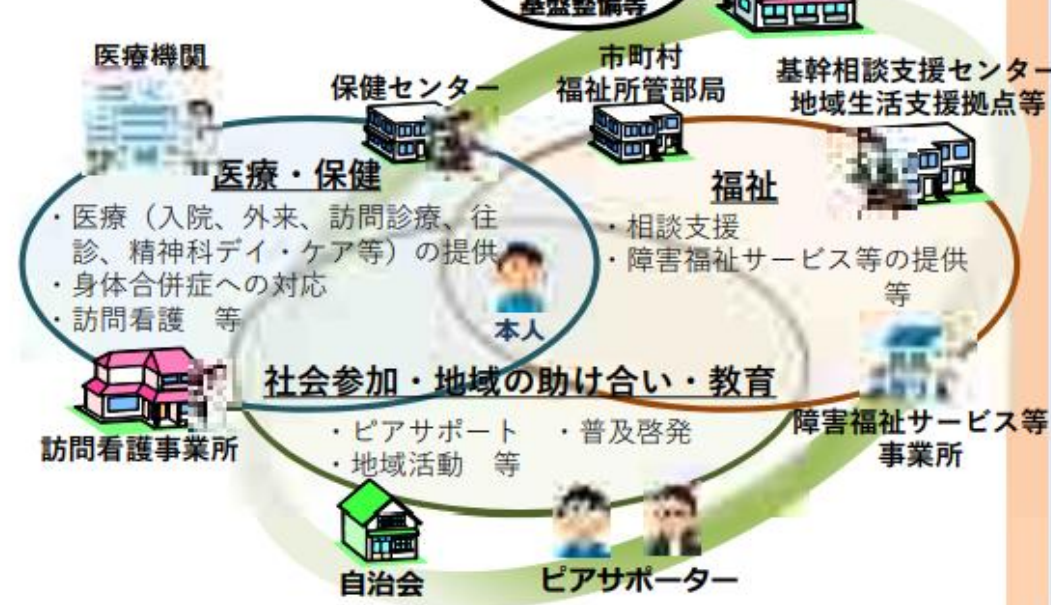 基盤整備等
医療機関
保健センター
市町村
福祉所管部局
基幹相談支援センター
地域生活支援拠点等
医療・保健
・医療（入院、外来、訪問診療、往
診、精神科デイ・ケア等）の提供
・身体合併症への対応
・訪問看護　等
福祉
・相談支援
・障害福祉サービス等の提供
等
本人
訪問看護事業所
社会参加・地域の助け合い・教育
・ピアサポート　・普及啓発
・地域活動　等
障害福祉サービス等
事業所
自治会
ピアサポーター